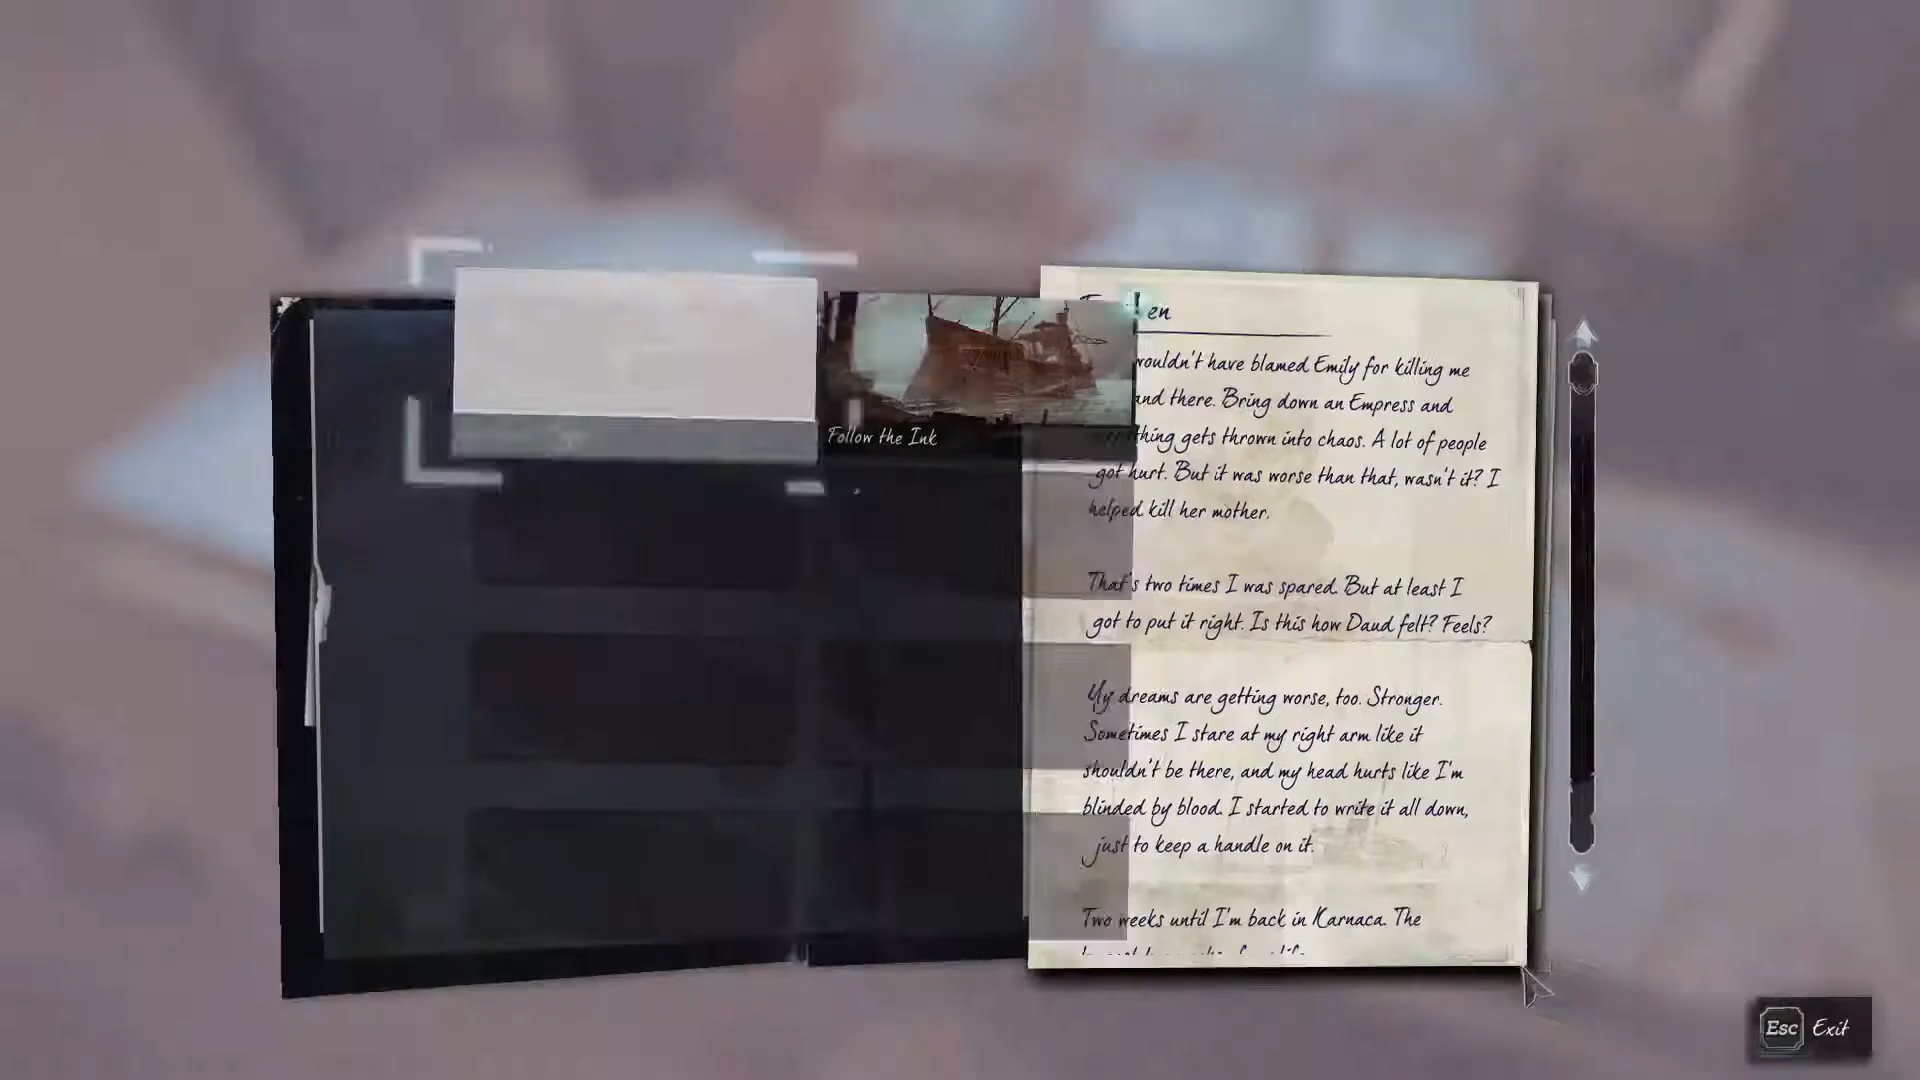 Follow the Ink
en
wouldn't have blamed Emily for killing me
and there. Bring down an Empress and
thing gets thrown into chaos. A lot of people
got hurt. But it was worse than that, wasn't it? I
helped kill her mother.
That's two times I was spared. But at least I
got to put it right. Is this how Daud felt? Feels?
My dreams are getting worse, too. Stronger.
Sometimes I stare at my right arm like it
shouldn't be there, and my head hurts like I'm
blinded by blood. I started to write it all down,
just to keep a handle on it.
Two weeks until I'm back in Karnaca. The
Esc Exit